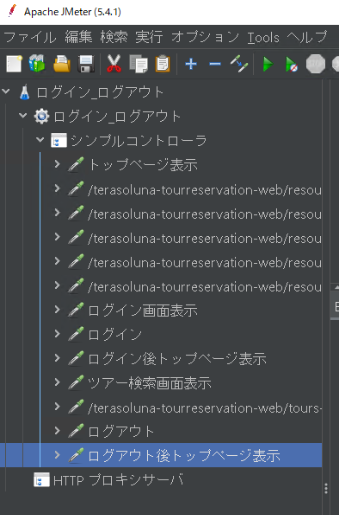 Apache JMeter (5.4.1)
ファイル 編集 検索 実行 オプション Tools ヘルプ
ログイン_ログアウト
ログイン_ログアウト
シンプルコントローラ
トップページ表示
/terasoluna-tourreservation-web/resou
/terasoluna-tourreservation-web/resou
/terasoluna-tourreservation-web/resou
/terasoluna-tourreservation-web/resou
/terasoluna-tourreservation-web/resou
ログイン画面表示
ログイン
ログイン後トップページ表示
ツアー検索画面表示
/terasoluna-tourreservation-web/tours-
ログアウト
ログアウト後トップページ表示
HTTP プロキシサーバ